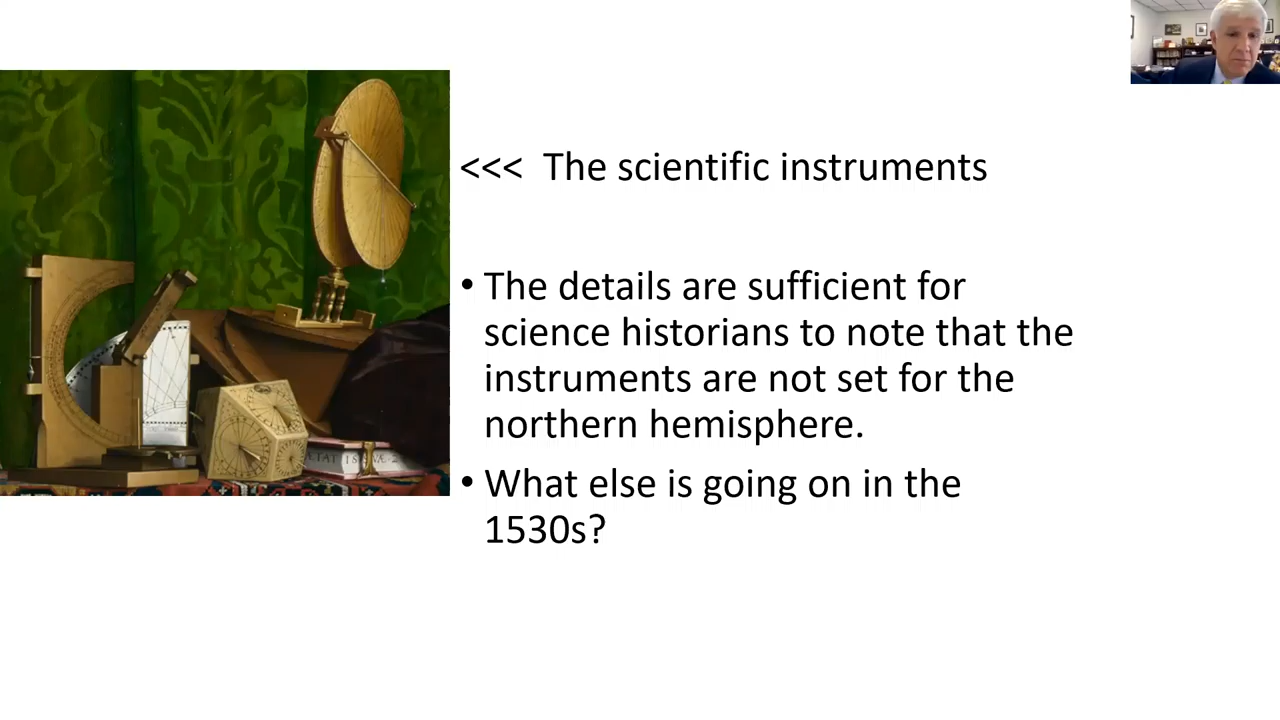 <<< The scientific instruments
• The details are sufficient for
science historians to note that the
instruments are not set for the
northern hemisphere.
• What else is going on in the
1530s?